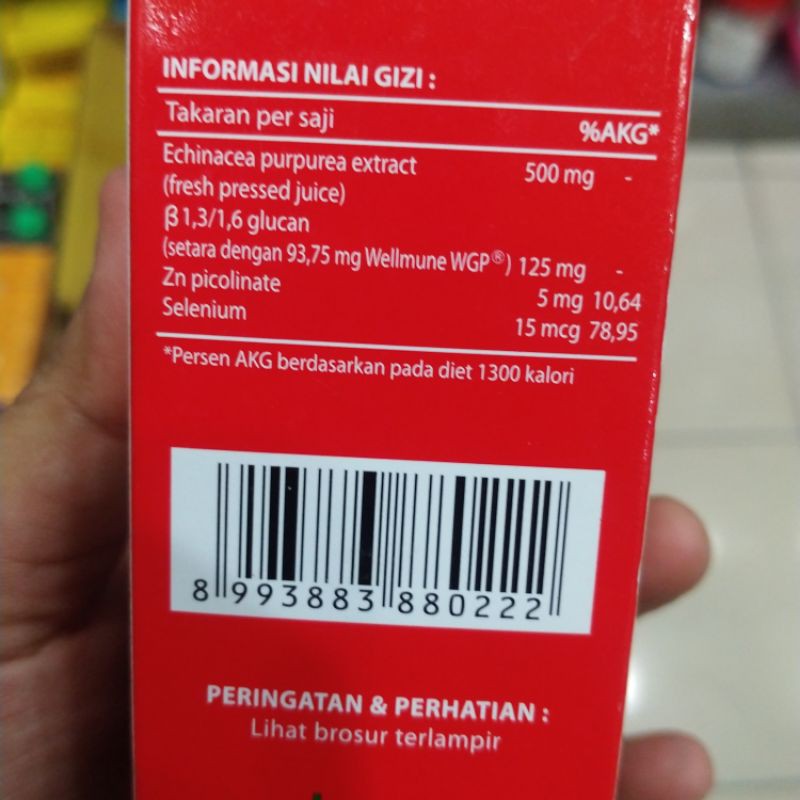 INFORMASI NILAI GIZI :
Takaran per saji %AKG*
Echinacea purpurea extract 500 mg -
(fresh pressed juice)
β1,3/1,6 glucan
(setara dengan 93,75 mg Wellmune WGP®) 125 mg -
Zn picolinate 5 mg 10,64
Selenium 15 mcg 78,95
*Persen AKG berdasarkan pada diet 1300 kalori
8 993883 880222
PERINGATAN & PERHATIAN :
Lihat brosur terlampir